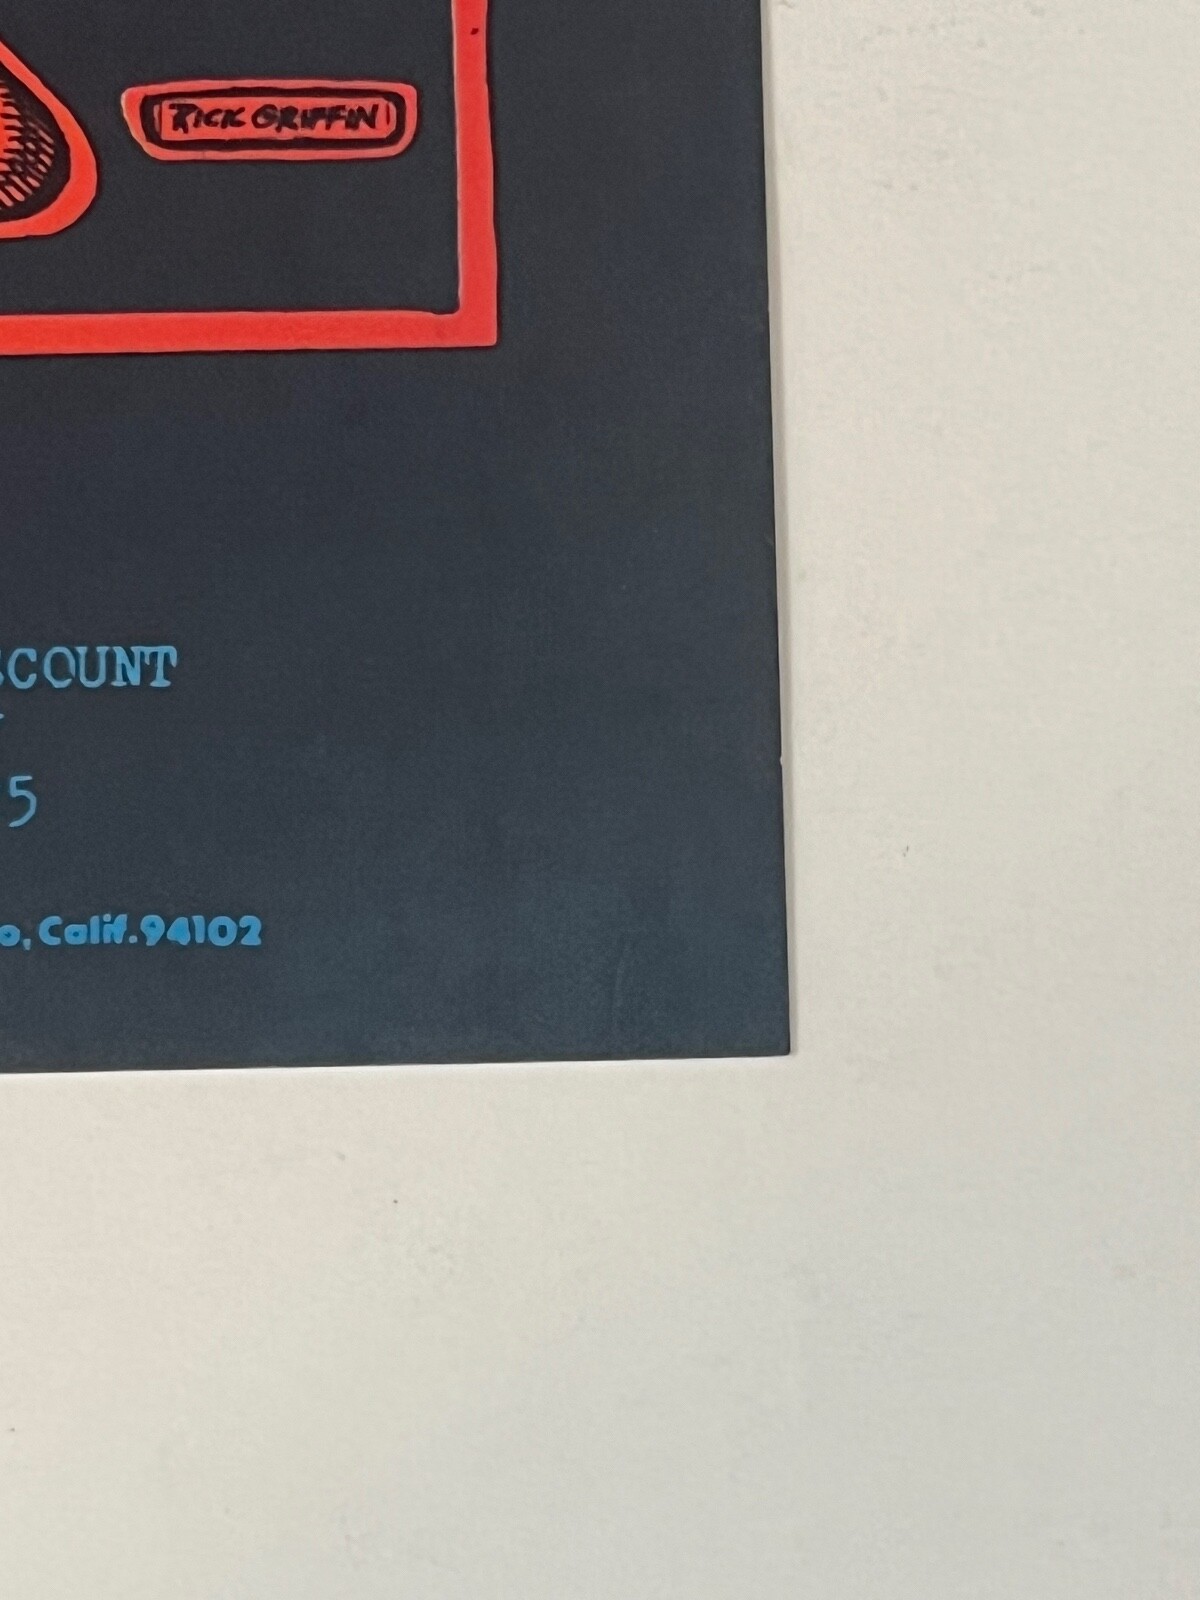 RICK GRIFFIN
SCOUNT
5
o, Calif. 94102